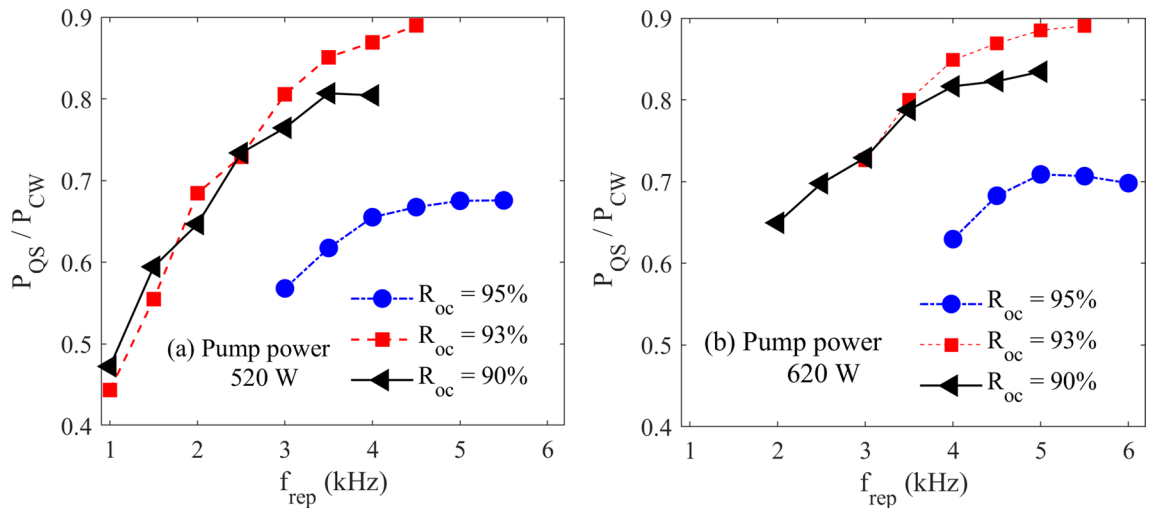 0.9
0.8
0.7
0.6
0.5
0.4
P_QS / P_CW
R_oc = 95%
R_oc = 93%
R_oc = 90%
(a) Pump power
520 W
1 2 3 4 5 6
f_rep (kHz)
0.9
0.8
0.7
0.6
0.5
0.4
P_QS / P_CW
R_oc = 95%
R_oc = 93%
R_oc = 90%
(b) Pump power
620 W
1 2 3 4 5 6
f_rep (kHz)